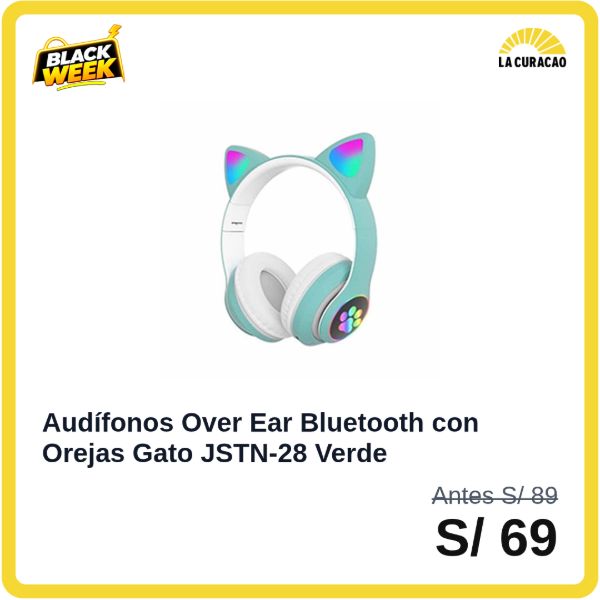 BLACK
WEEK
LA CURACAO
Audífonos Over Ear Bluetooth con
Orejas Gato JSTN-28 Verde
Antes S/ 89
S/ 69